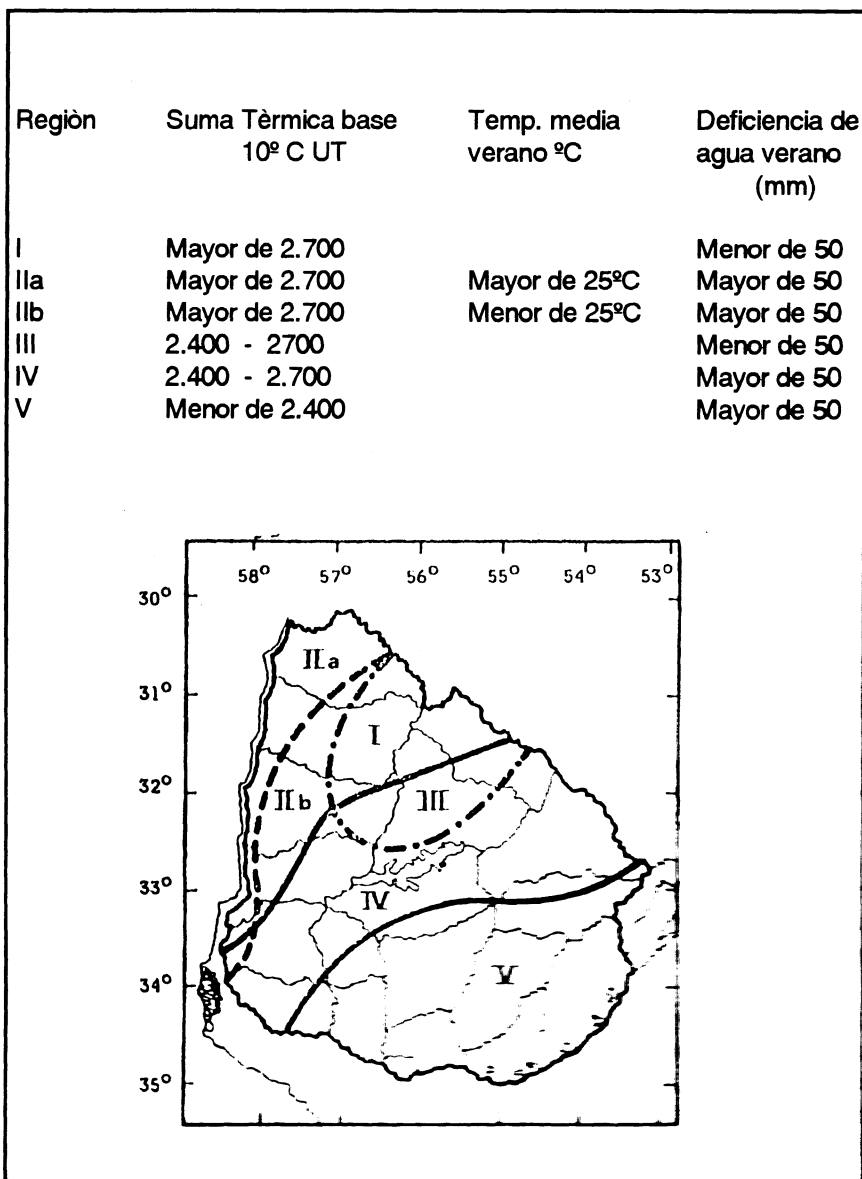 Regiòn Suma Tèrmica base Temp. media Deficiencia de
10º C UT verano ºC agua verano
(mm)
I Mayor de 2.700 Menor de 50
IIa Mayor de 2.700 Mayor de 25ºC Mayor de 50
IIb Mayor de 2.700 Menor de 25ºC Mayor de 50
III 2.400 - 2700 Menor de 50
IV 2.400 - 2.700 Mayor de 50
V Menor de 2.400 Mayor de 50
58º 57º 56º 55º 54º 53º
30º
IIa
31º
I
32º
IIb III
33º
IV
34º
V
35º